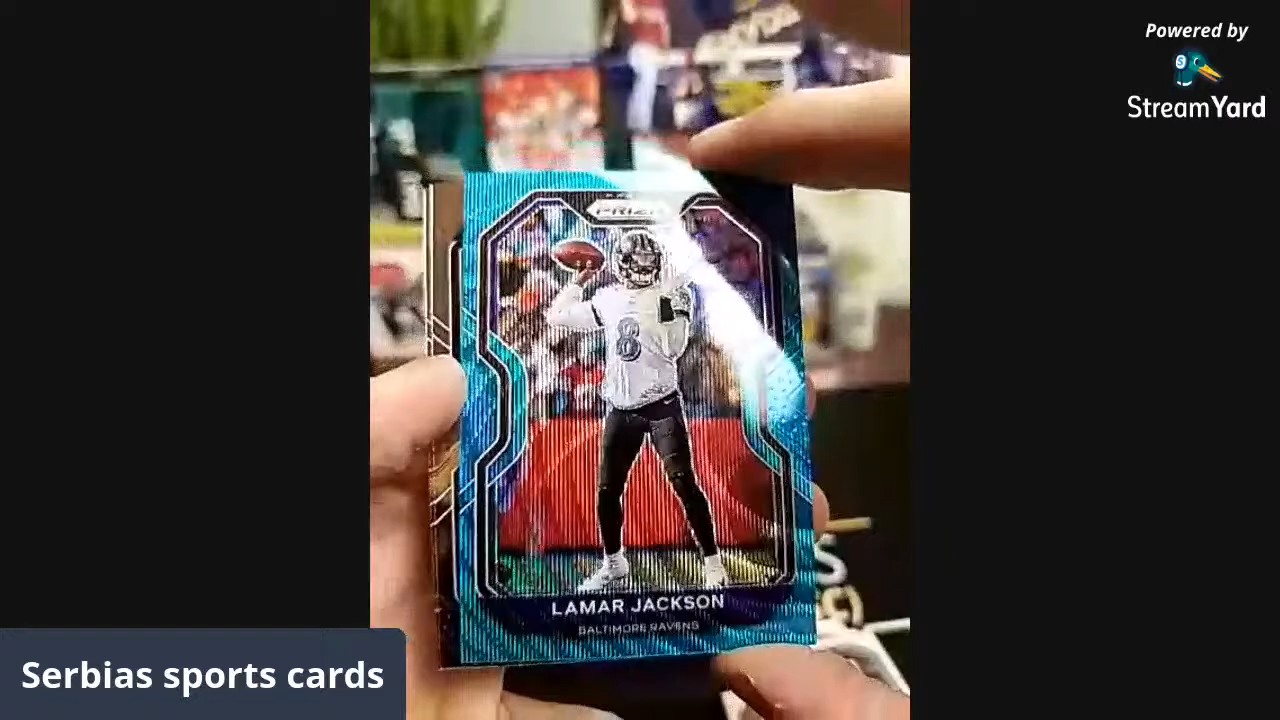 Powered by
StreamYard
PRIZM
8
LAMAR JACKSON
BALTIMORE RAVENS
Serbias sports cards